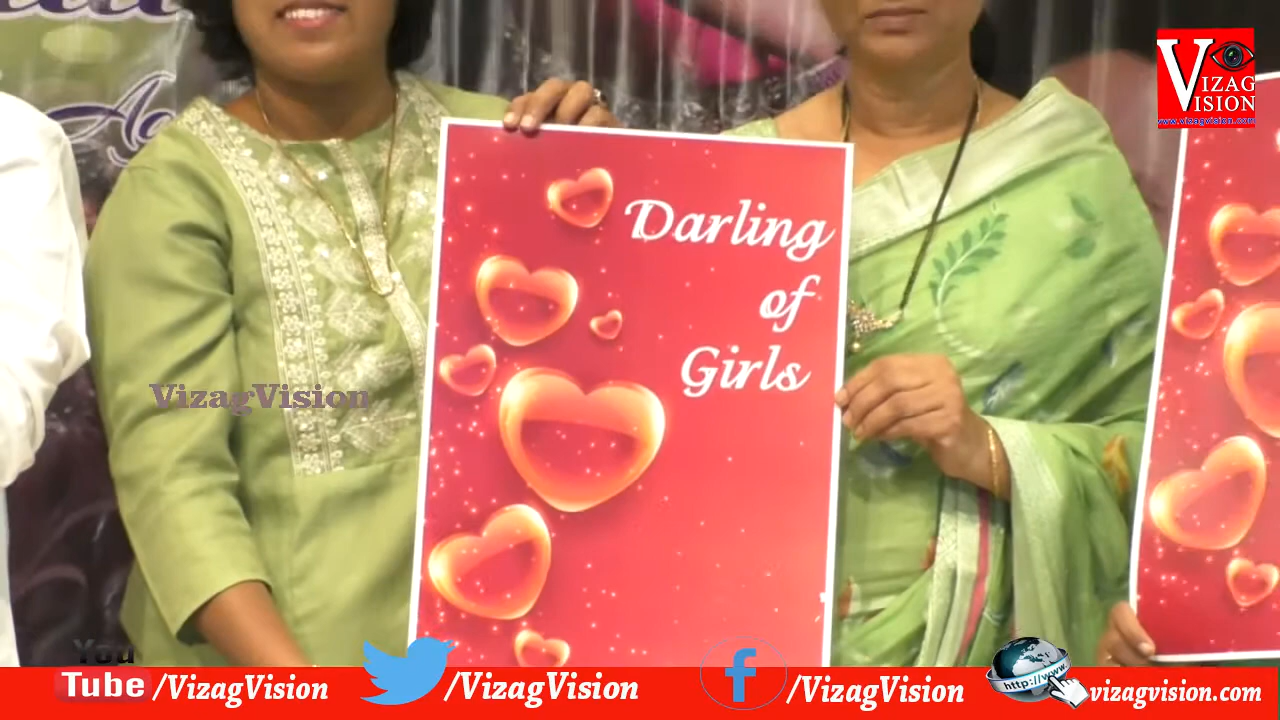 VIZAG
VISION
www.vizagvision.com
Darling
of
Girls
VizagVision
You
Tube /VizagVision
/VizagVision
f /VizagVision
http://www.
vizagvision.com